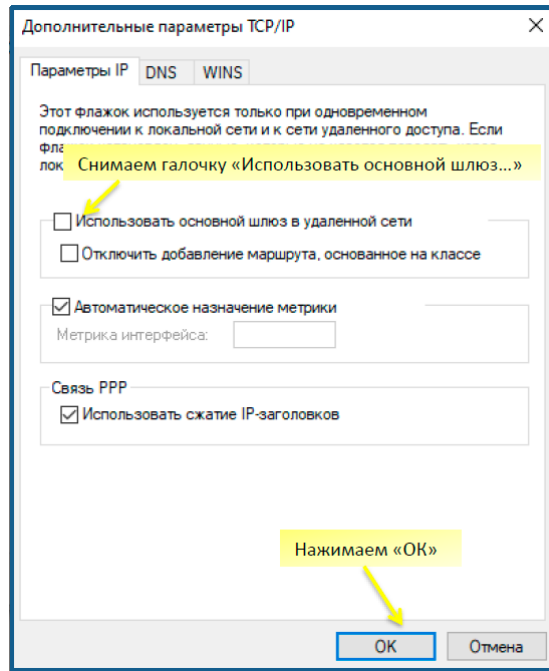 Дополнительные параметры TCP/IP
Параметры IP DNS WINS
Этот флажок используется только при одновременном
подключении к локальной сети и к сети удаленного доступа. Если
Снимаем галочку «Использовать основной шлюз...»
Использовать основной шлюз в удаленной сети
Отключить добавление маршрута, основанное на классе
Автоматическое назначение метрики
Метрика интерфейса:
Связь PPP
Использовать сжатие IP-заголовков
Нажимаем «ОК»
OK Отмена